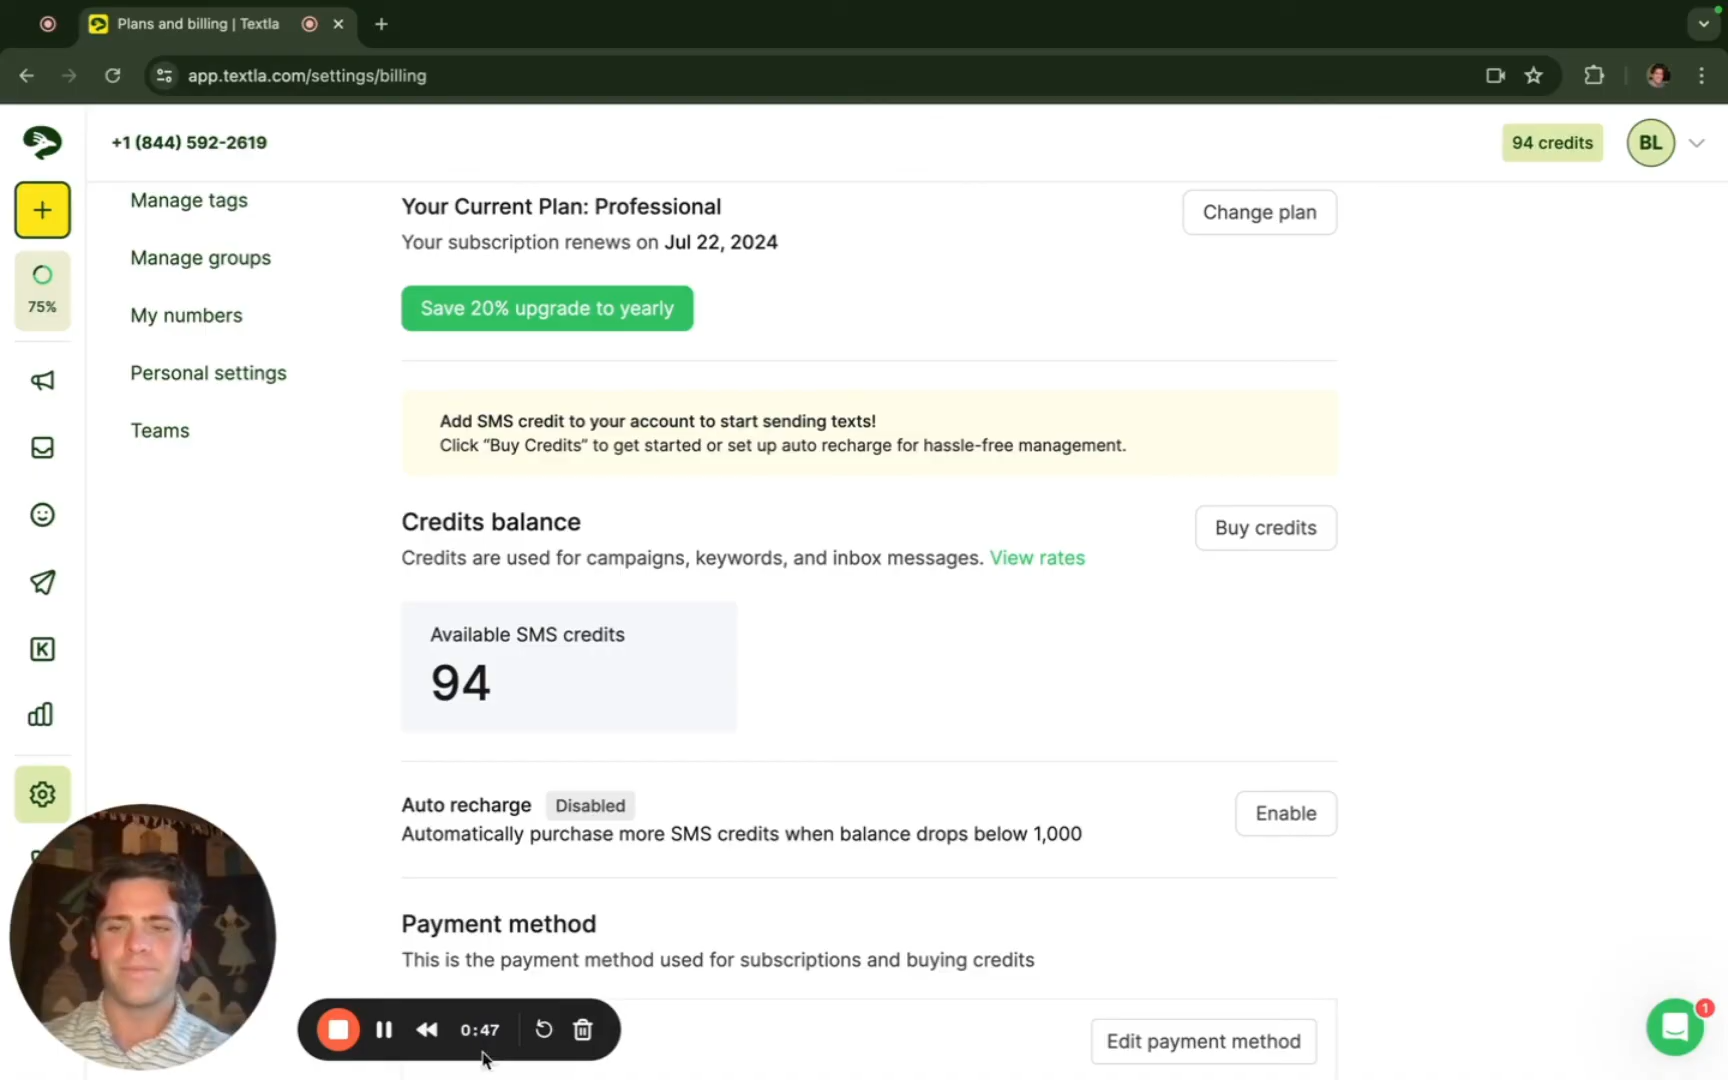 Plans and billing | Textla
app.textla.com/settings/billing
+1 (844) 592-2619
94 credits
BL
75%
K
Manage tags
Manage groups
My numbers
Personal settings
Teams
Your Current Plan: Professional
Change plan
Your subscription renews on Jul 22, 2024
Save 20% upgrade to yearly
Add SMS credit to your account to start sending texts!
Click “Buy Credits” to get started or set up auto recharge for hassle-free management.
Credits balance
Buy credits
Credits are used for campaigns, keywords, and inbox messages. View rates
Available SMS credits
94
Auto recharge Disabled
Enable
Automatically purchase more SMS credits when balance drops below 1,000
Payment method
This is the payment method used for subscriptions and buying credits
Edit payment method
0:47
1